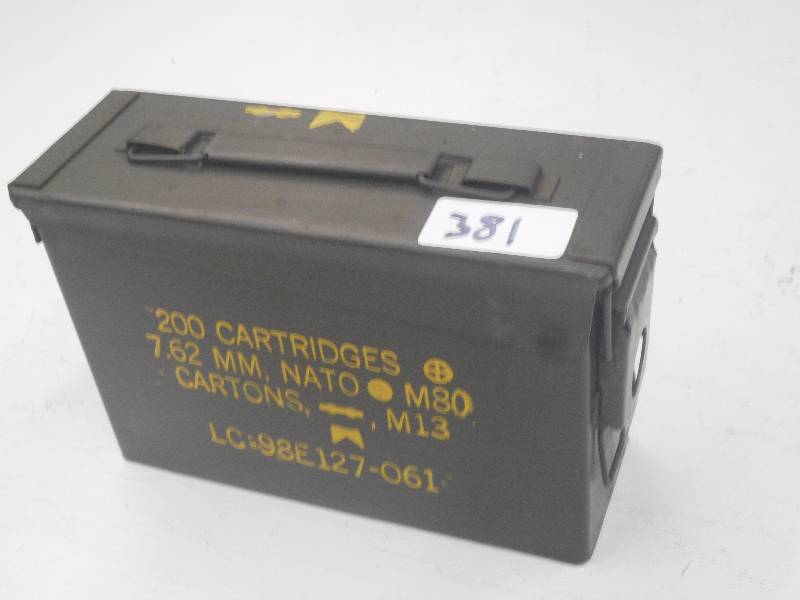 381
200 CARTRIDGES
7.62 MM, NATO M80
CARTONS, , M13
LC-98E127-061